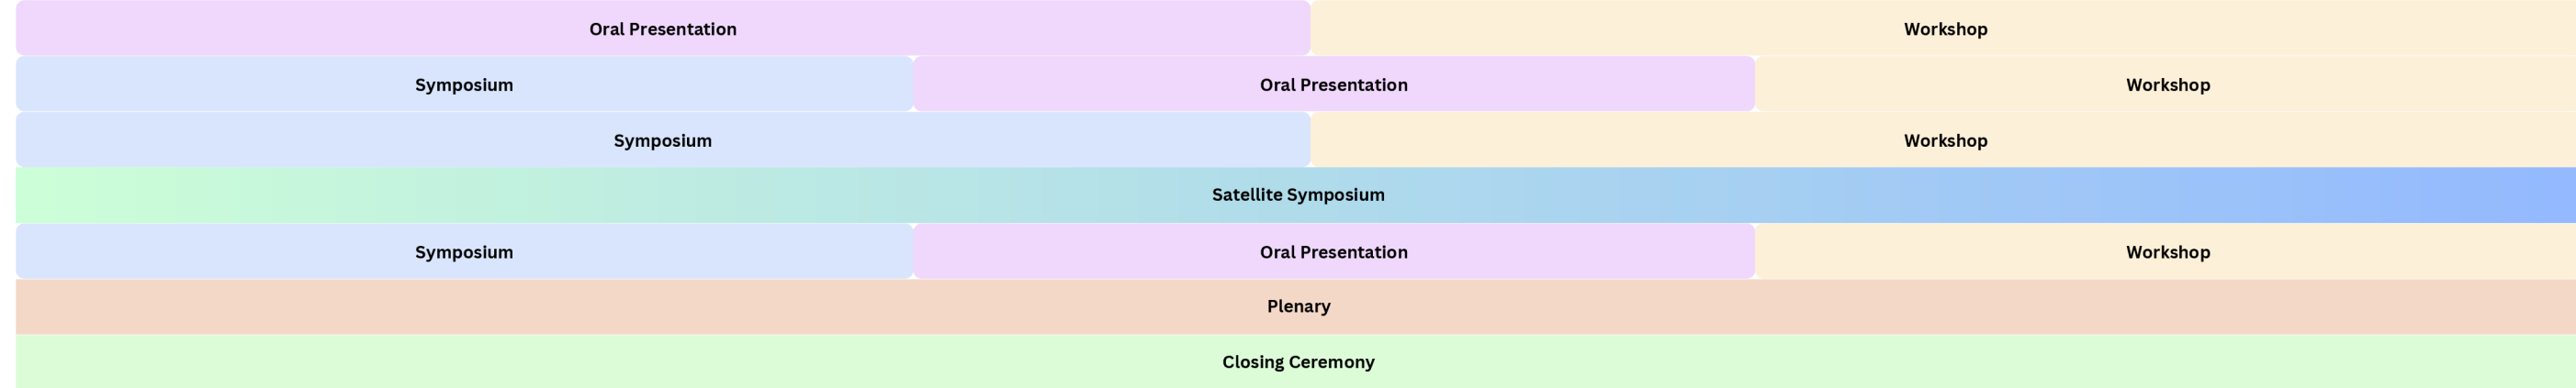 Oral Presentation Workshop
Symposium Oral Presentation Workshop
Symposium Workshop
Satellite Symposium
Symposium Oral Presentation Workshop
Plenary
Closing Ceremony